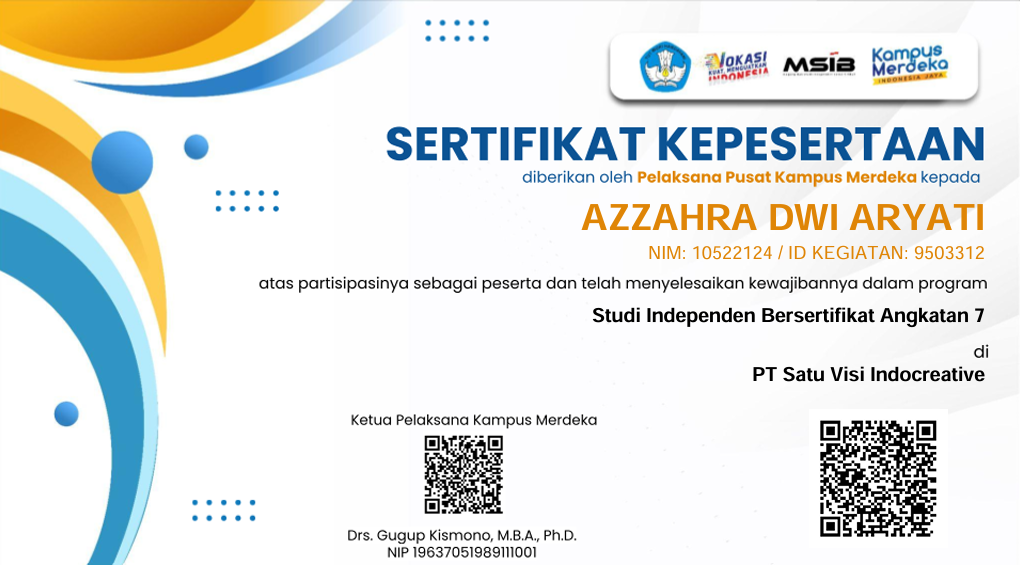 VOKASI
KUAT, MENGUATKAN
INDONESIA
MSIB
Kampus
Merdeka
INDONESIA JAYA
SERTIFIKAT KEPESERTAAN
diberikan oleh Pelaksana Pusat Kampus Merdeka kepada
AZZAHRA DWI ARYATI
NIM: 10522124 / ID KEGIATAN: 9503312
atas partisipasinya sebagai peserta dan telah menyelesaikan kewajibannya dalam program
Studi Independen Bersertifikat Angkatan 7
di
PT Satu Visi Indocreative
Ketua Pelaksana Kampus Merdeka
Drs. Gugup Kismono, M.B.A., Ph.D.
NIP 19637051989111001